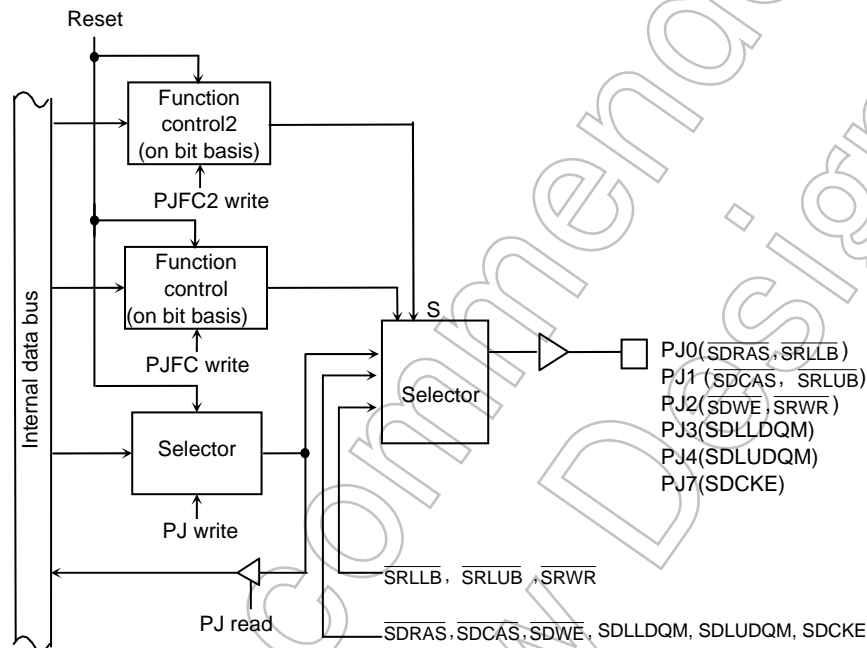 Reset
Function
control2
(on bit basis)
PJFC2 write
Function
control
(on bit basis)
PJFC write
Internal data bus
S
Selector
Selector
PJ write
PJ read
PJ0(SDRAS,SRLLB)
PJ1 (SDCAS, SRLUB)
PJ2(SDWE,SRWR)
PJ3(SDLLDQM)
PJ4(SDLUDQM)
PJ7(SDCKE)
SRLLB, SRLUB ,SRWR
SDRAS,SDCAS,SDWE, SDLLDQM, SDLUDQM, SDCKE